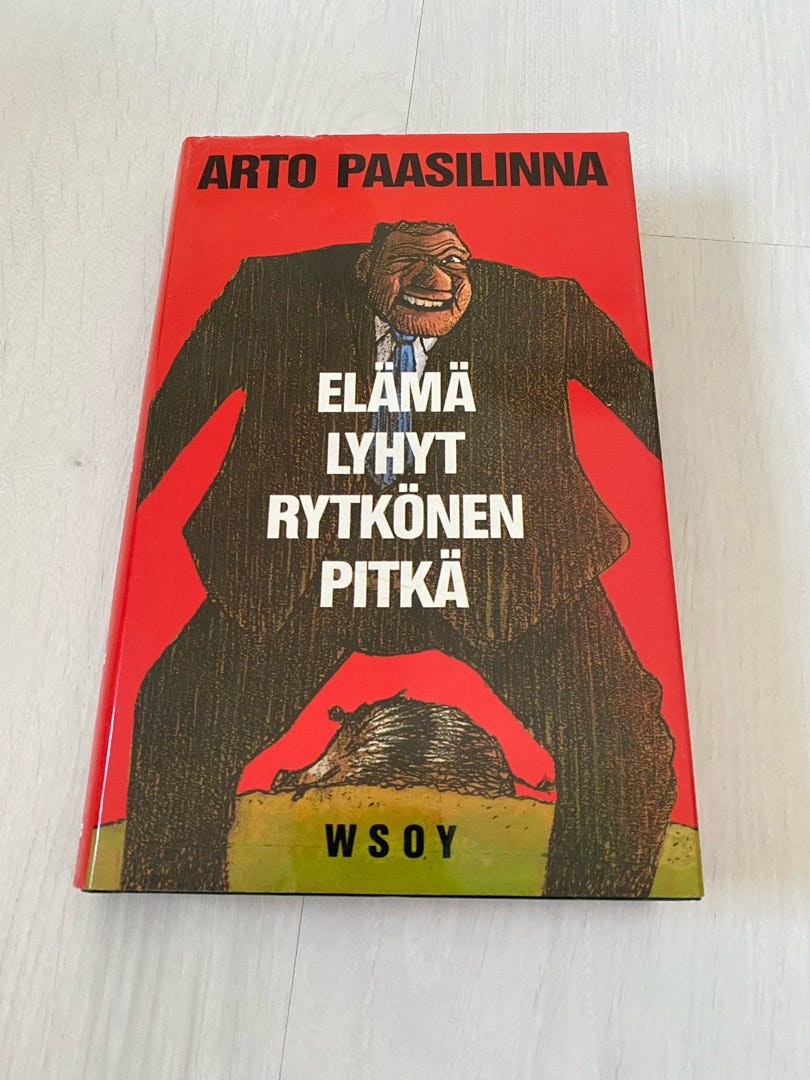 ARTO PAASILINNA
ELÄMÄ
LYHYT
RYTKÖNEN
PITKÄ
WSOY